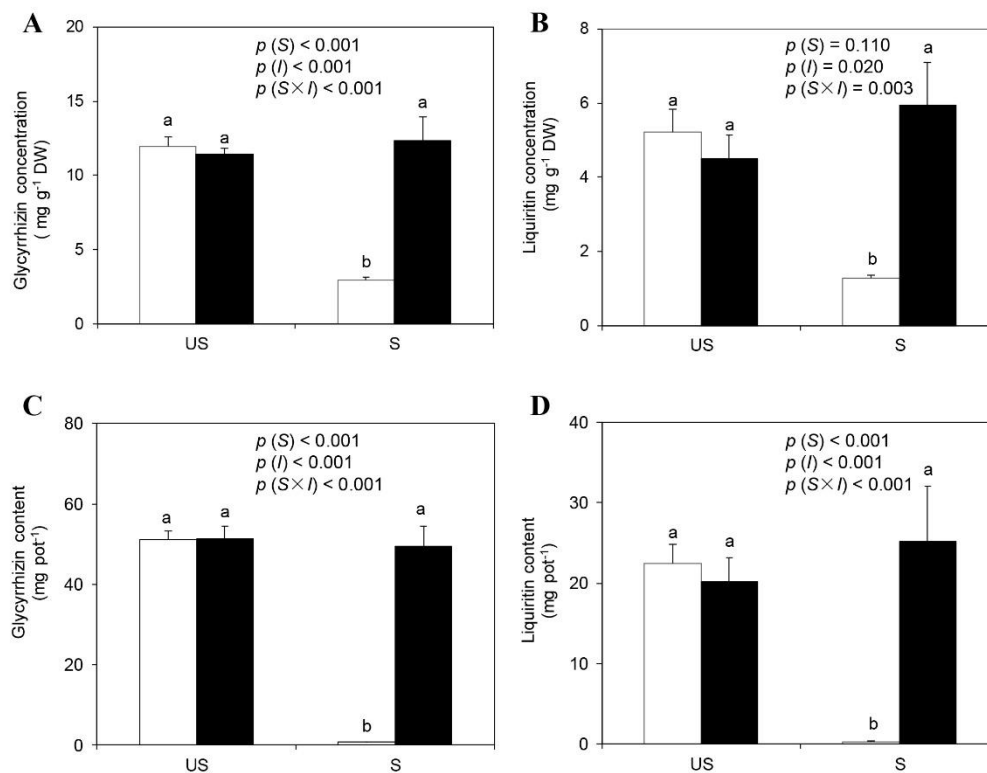 A
20
15
10
5
0
Glycyrrhizin concentration
( mg g⁻¹ DW)
p (S) < 0.001
p (I) < 0.001
p (S×I) < 0.001
a
a
b
a
US
S
B
8
6
4
2
0
Liquiritin concentration
(mg g⁻¹ DW)
p (S) = 0.110
p (I) = 0.020
p (S×I) = 0.003
a
a
b
a
US
S
C
80
60
40
20
0
Glycyrrhizin content
(mg pot⁻¹)
p (S) < 0.001
p (I) < 0.001
p (S×I) < 0.001
a
a
b
a
US
S
D
40
30
20
10
0
Liquiritin content
(mg pot⁻¹)
p (S) < 0.001
p (I) < 0.001
p (S×I) < 0.001
a
a
b
a
US
S